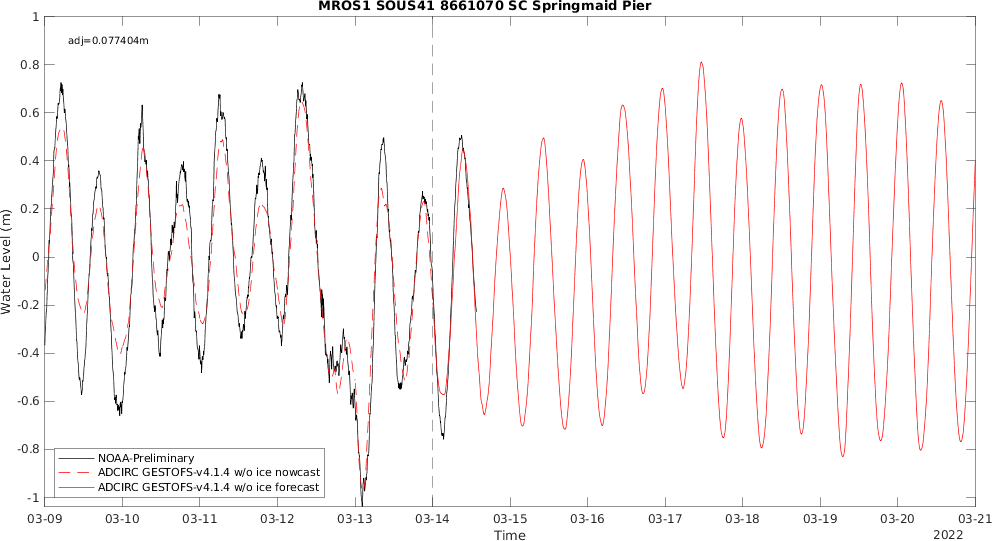 MROS1 SOUS41 8661070 SC Springmaid Pier
adj=0.077404m
1
0.8
0.6
0.4
0.2
0
-0.2
-0.4
-0.6
-0.8
-1
Water Level (m)
NOAA-Preliminary
ADCIRC GESTOFS-v4.1.4 w/o ice nowcast
ADCIRC GESTOFS-v4.1.4 w/o ice forecast
03-09 03-10 03-11 03-12 03-13 03-14 03-15 03-16 03-17 03-18 03-19 03-20 03-21
Time
2022